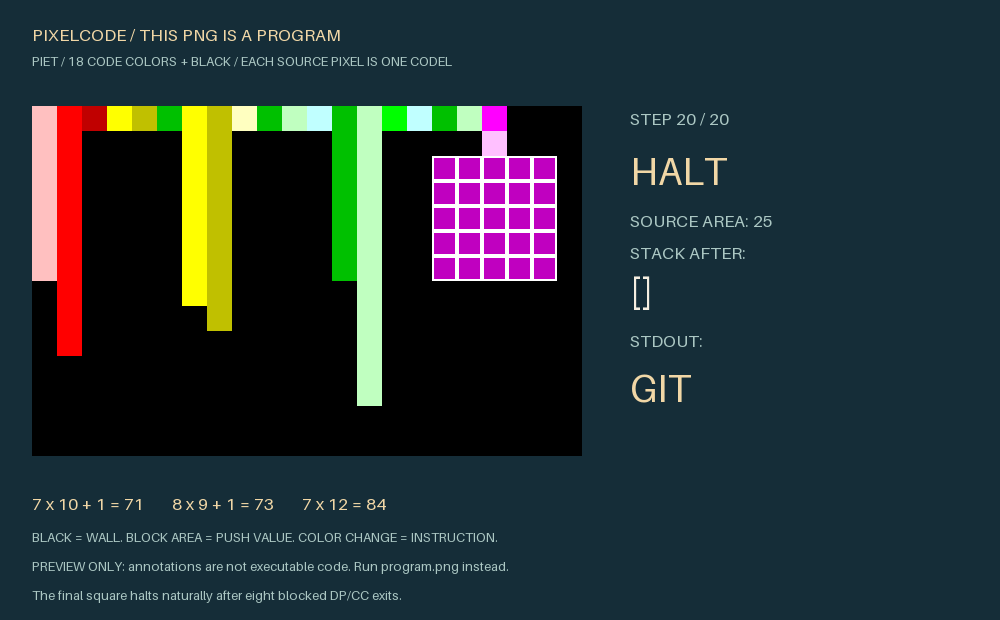 PIXELCODE / THIS PNG IS A PROGRAM
PIET / 18 CODE COLORS + BLACK / EACH SOURCE PIXEL IS ONE CODEL
STEP 20 / 20
HALT
SOURCE AREA: 25
STACK AFTER:
[]
STDOUT:
GIT
7 x 10 + 1 = 71 8 x 9 + 1 = 73 7 x 12 = 84
BLACK = WALL. BLOCK AREA = PUSH VALUE. COLOR CHANGE = INSTRUCTION.
PREVIEW ONLY: annotations are not executable code. Run program.png instead.
The final square halts naturally after eight blocked DP/CC exits.